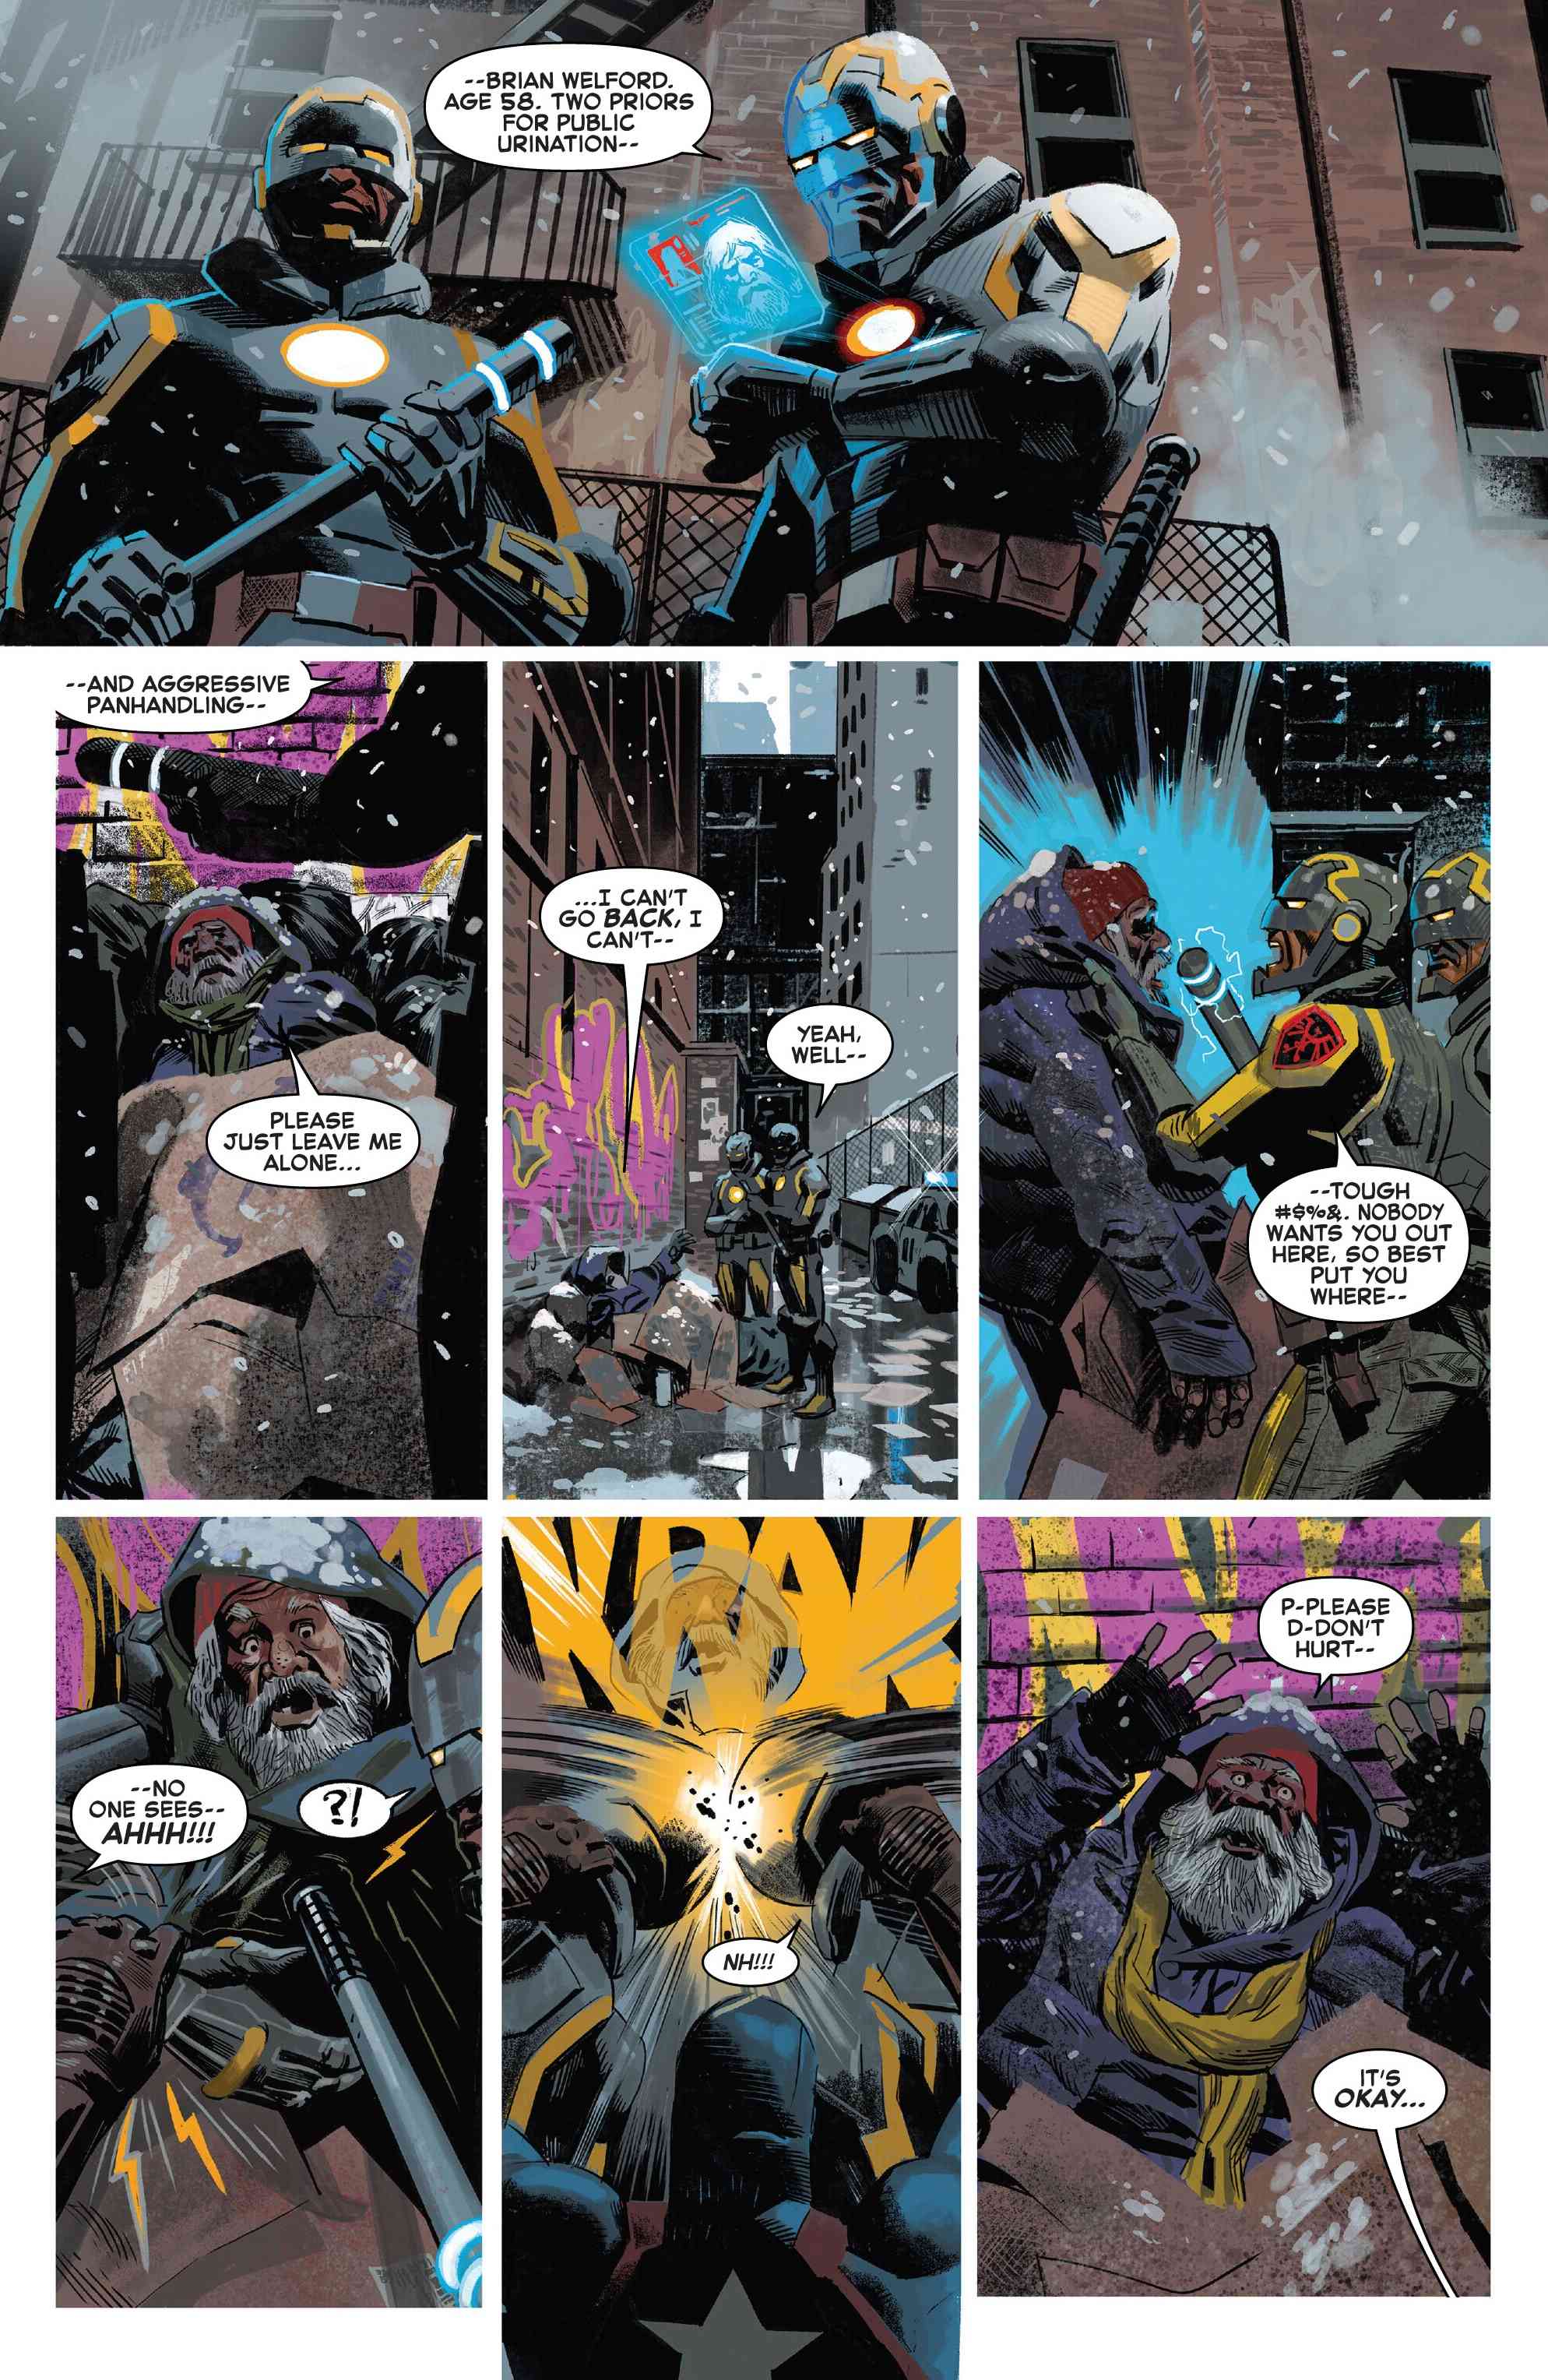 --BRIAN WELFORD.
AGE 58. TWO PRIORS
FOR PUBLIC
URINATION--
--AND AGGRESSIVE
PANHANDLING--
PLEASE
JUST LEAVE ME
ALONE...
...I CAN'T
GO BACK, I
CAN'T--
YEAH,
WELL--
--TOUGH
#$%&. NOBODY
WANTS YOU OUT
HERE, SO BEST
PUT YOU
WHERE--
--NO
ONE SEES--
AHHH!!!
?!
NH!!!
P-PLEASE
D-DON'T
HURT--
IT'S
OKAY...